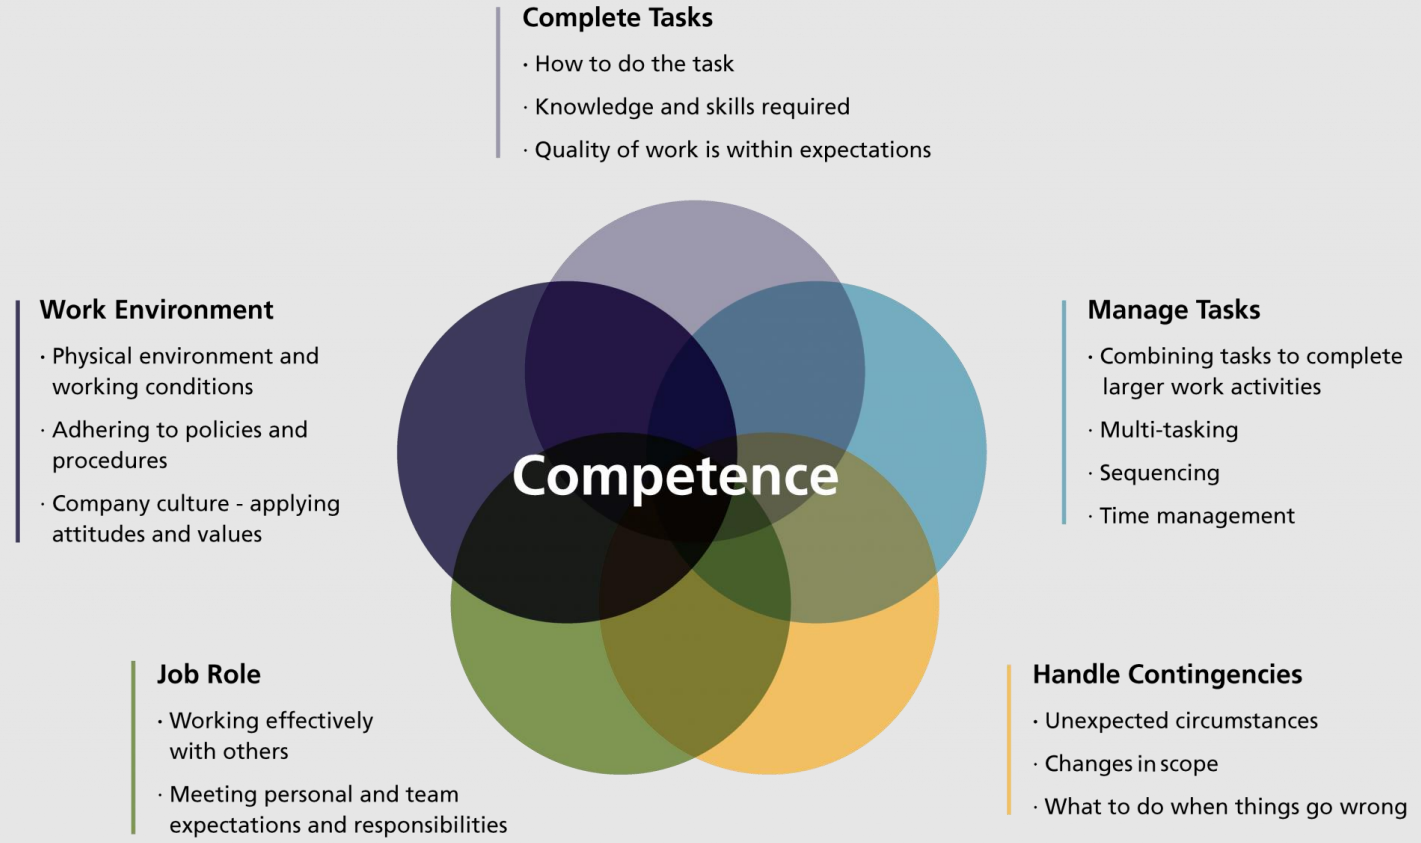 Complete Tasks
· How to do the task
· Knowledge and skills required
· Quality of work is within expectations
Work Environment
· Physical environment and
working conditions
· Adhering to policies and
procedures
· Company culture - applying
attitudes and values
Manage Tasks
· Combining tasks to complete
larger work activities
· Multi-tasking
· Sequencing
· Time management
Competence
Job Role
· Working effectively
with others
· Meeting personal and team
expectations and responsibilities
Handle Contingencies
· Unexpected circumstances
· Changes in scope
· What to do when things go wrong